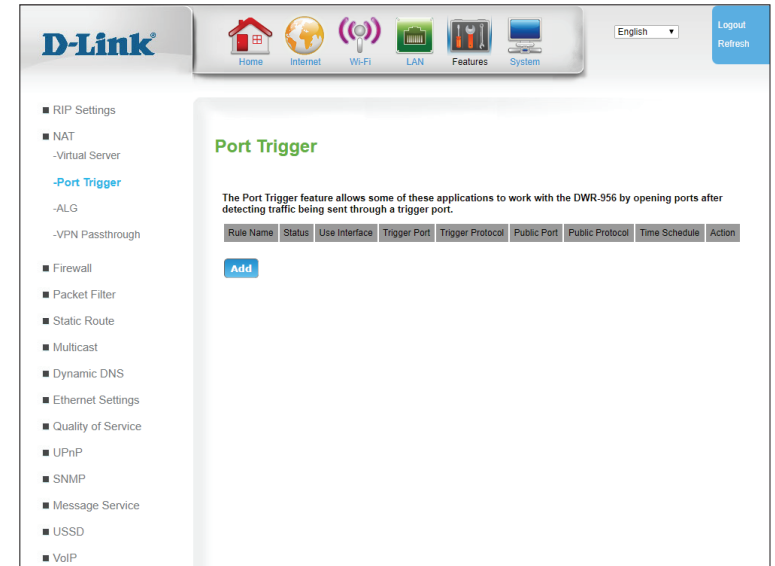 D-Link®
Home Internet Wi-Fi LAN Features System
English
Logout
Refresh
RIP Settings
NAT
-Virtual Server
-Port Trigger
-ALG
-VPN Passthrough
Firewall
Packet Filter
Static Route
Multicast
Dynamic DNS
Ethernet Settings
Quality of Service
UPnP
SNMP
Message Service
USSD
VoIP
Port Trigger
The Port Trigger feature allows some of these applications to work with the DWR-956 by opening ports after
detecting traffic being sent through a trigger port.
Rule Name Status Use Interface Trigger Port Trigger Protocol Public Port Public Protocol Time Schedule Action
Add